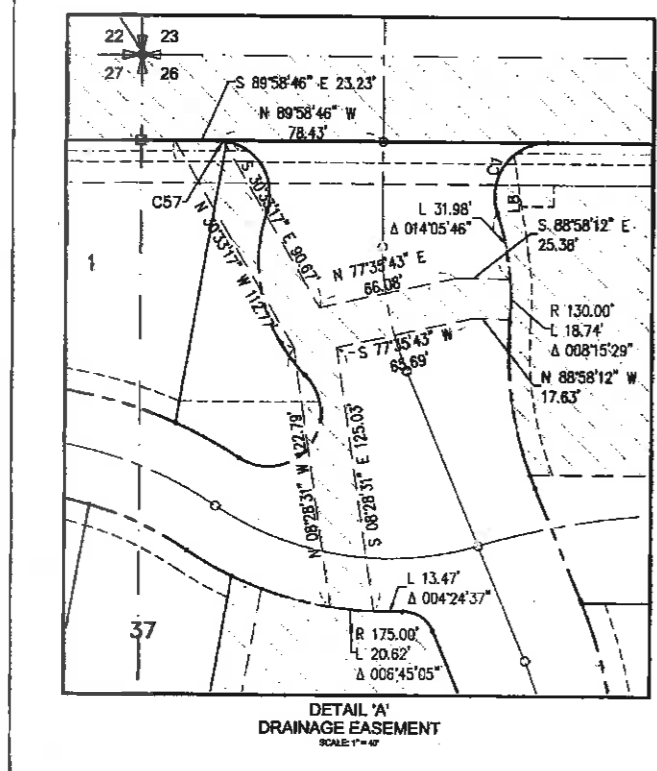 22 23
27 26
S 89°58'46" E 23.23'
N 89°58'46" W
78.43'
C57
S 30°33'17" E 90.67'
N 30°33'17" W 112.77'
C4
L8
L 31.98'
Δ 014°05'46"
S 88°58'12" E
25.38'
N 77°35'43" E
66.08'
1
R 130.00'
L 18.74'
Δ 008°15'29"
S 77°35'43" W
65.69'
N 88°58'12" W
17.63'
N 08°28'31" W 122.79'
S 08°28'31" E 125.03'
L 13.47'
Δ 004°24'37"
37
R 175.00'
L 20.62'
Δ 006°45'05"
DETAIL 'A'
DRAINAGE EASEMENT
SCALE: 1" = 40'